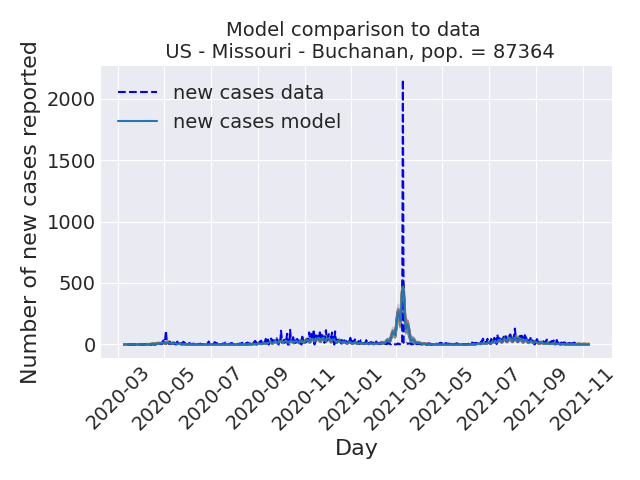 Model comparison to data
US - Missouri - Buchanan, pop. = 87364
new cases data
new cases model
Number of new cases reported
2000
1500
1000
500
0
2020-03
2020-05
2020-07
2020-09
2020-11
2021-01
2021-03
2021-05
2021-07
2021-09
2021-11
Day